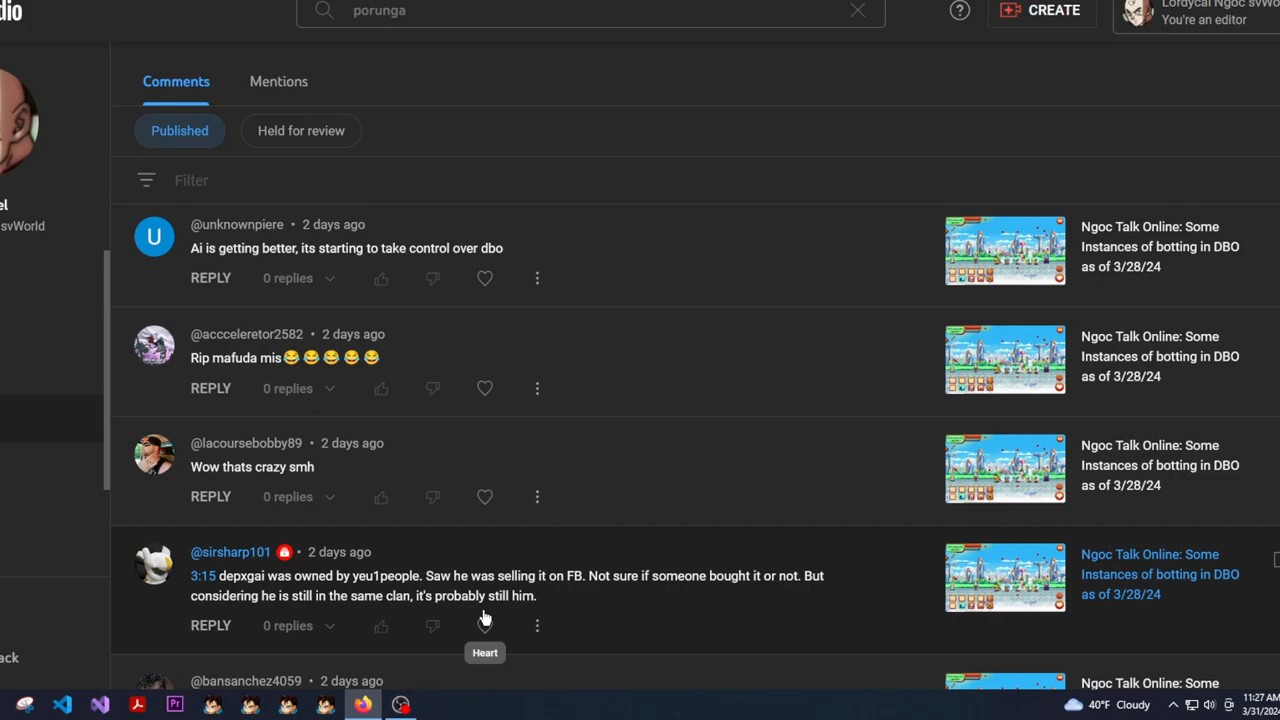 dio
porunga
CREATE
Lordycal Ngoc svWo
You're an editor
Comments
Mentions
Published
Held for review
Filter
el
svWorld
@unknownpiere • 2 days ago
Ai is getting better, its starting to take control over dbo
REPLY 0 replies
Ngoc Talk Online: Some
Instances of botting in DBO
as of 3/28/24
U
@accceleretor2582 • 2 days ago
Rip mafuda mis😂😂😂😂😂
REPLY 0 replies
Ngoc Talk Online: Some
Instances of botting in DBO
as of 3/28/24
@lacoursebobby89 • 2 days ago
Wow thats crazy smh
REPLY 0 replies
Ngoc Talk Online: Some
Instances of botting in DBO
as of 3/28/24
@sirsharp101 • 2 days ago
3:15 depxgai was owned by yeu1people. Saw he was selling it on FB. Not sure if someone bought it or not. But
considering he is still in the same clan, it's probably still him.
REPLY 0 replies
Heart
Ngoc Talk Online: Some
Instances of botting in DBO
as of 3/28/24
ack
@bansanchez4059 • 2 days ago
Ngoc Talk Online: Some
Pr
40°F Cloudy
11:27 AM
3/31/202